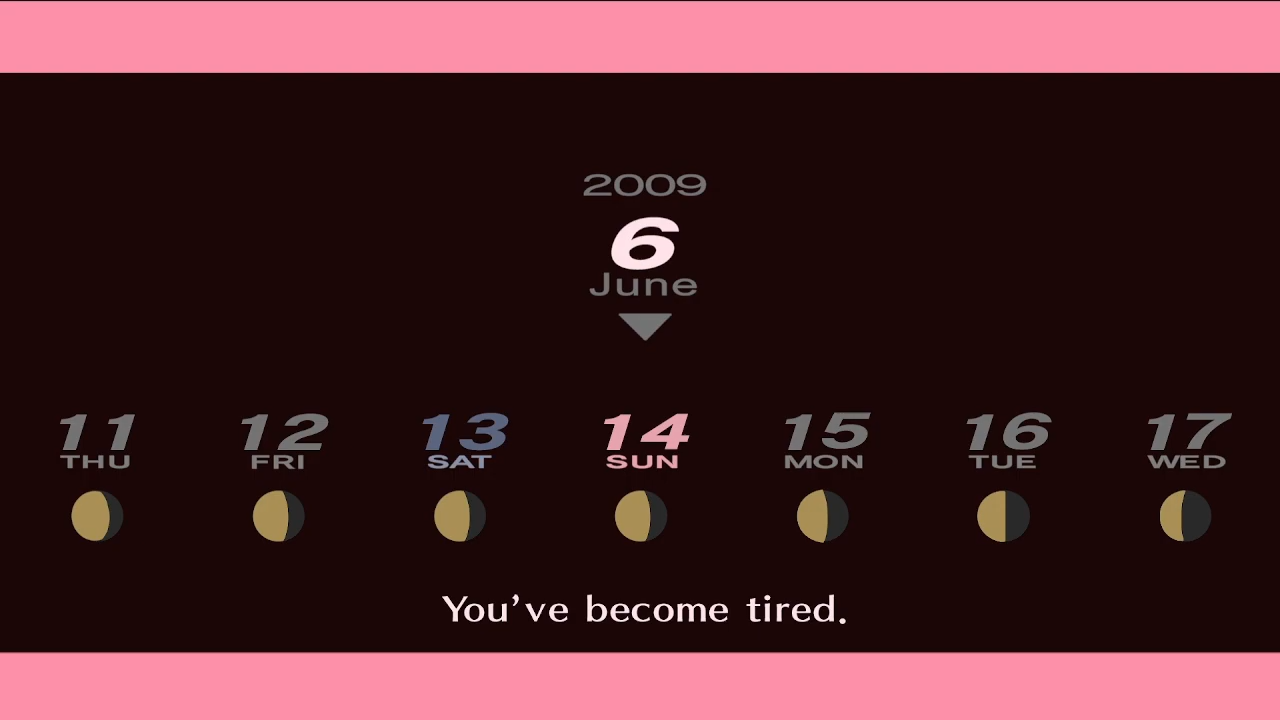 2009
6
June
11 12 13 14 15 16 17
THU FRI SAT SUN MON TUE WED
You've become tired.